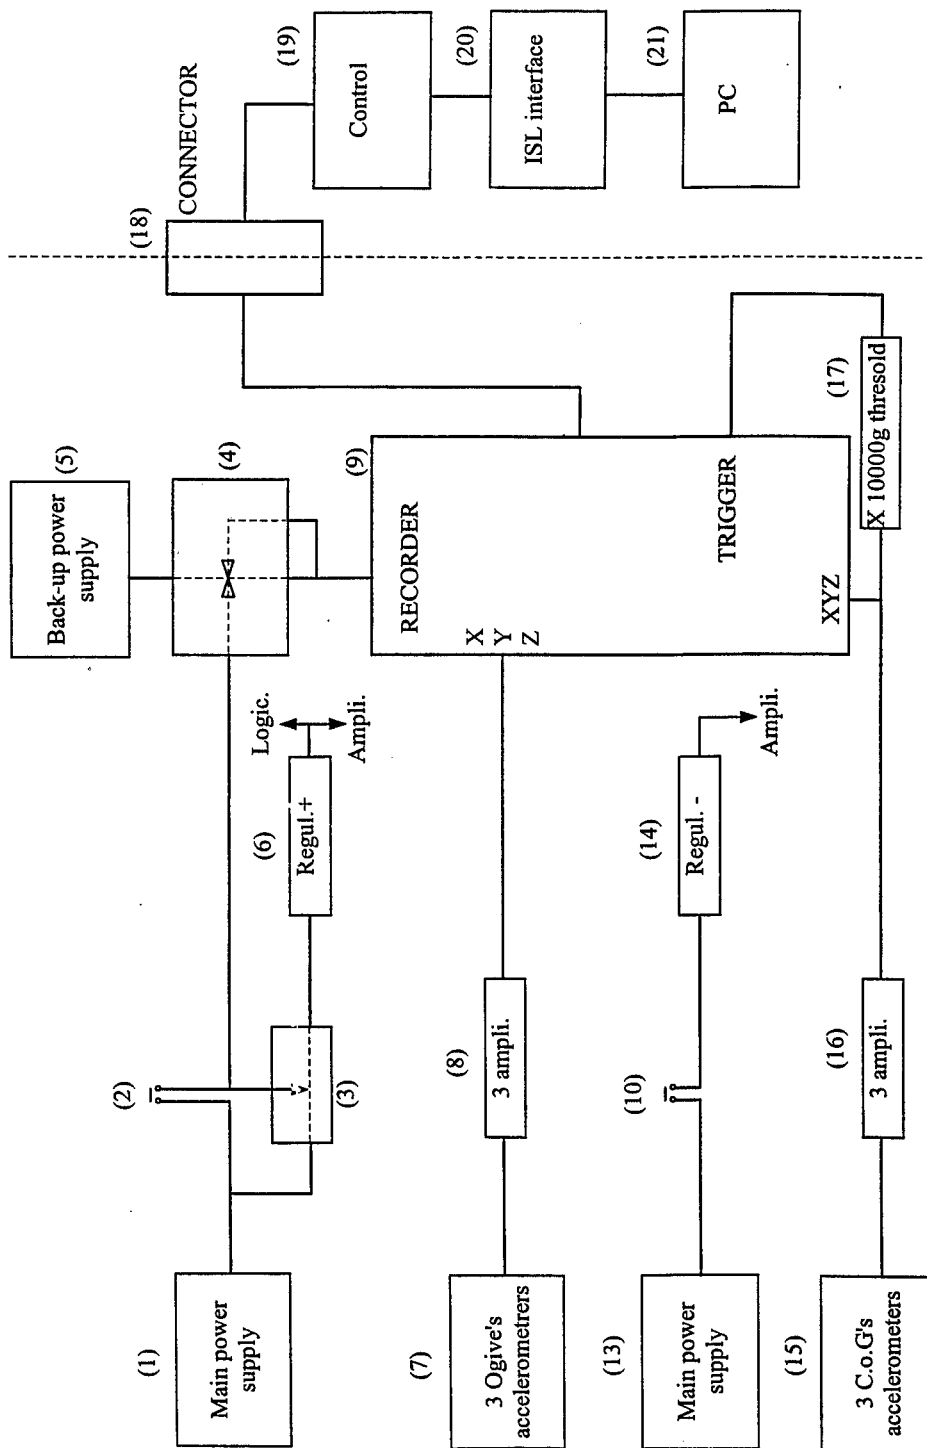 (1)
Main power
supply
(2)
(3)
(6)
Regul.+
Logic.
Ampli.
(5)
Back-up power
supply
(4)
(7)
3 Ogive's
accelerometrers
(8)
3 ampli.
(9)
RECORDER
X
Y
Z
TRIGGER
XYZ
(13)
Main power
supply
(10)
(14)
Regul. -
Ampli.
(15)
3 C.o.G's
accelerometers
(16)
3 ampli.
(17)
X 10000g thresold
(18)
CONNECTOR
(19)
Control
(20)
ISL interface
(21)
PC